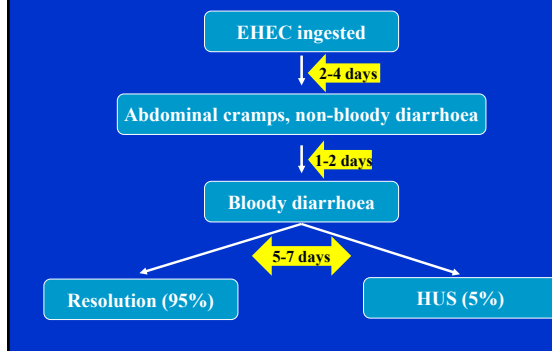 EHEC ingested
2-4 days
Abdominal cramps, non-bloody diarrhoea
1-2 days
Bloody diarrhoea
5-7 days
Resolution (95%)
HUS (5%)